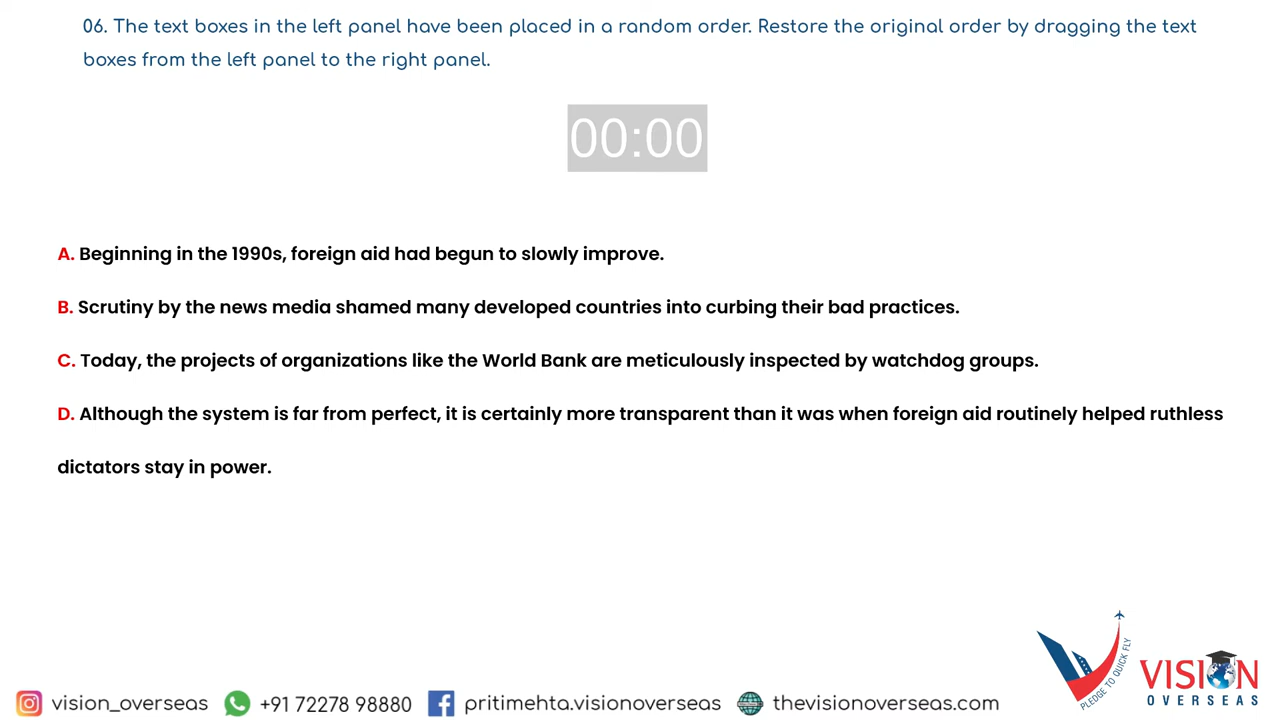 06. The text boxes in the left panel have been placed in a random order. Restore the original order by dragging the text
boxes from the left panel to the right panel.
00:00
A. Beginning in the 1990s, foreign aid had begun to slowly improve.
B. Scrutiny by the news media shamed many developed countries into curbing their bad practices.
C. Today, the projects of organizations like the World Bank are meticulously inspected by watchdog groups.
D. Although the system is far from perfect, it is certainly more transparent than it was when foreign aid routinely helped ruthless
dictators stay in power.
PLEDGE TO QUICK FLY
VISION
OVERSEAS
vision_overseas +91 72278 98880 pritimehta.visionoverseas thevisionoverseas.com